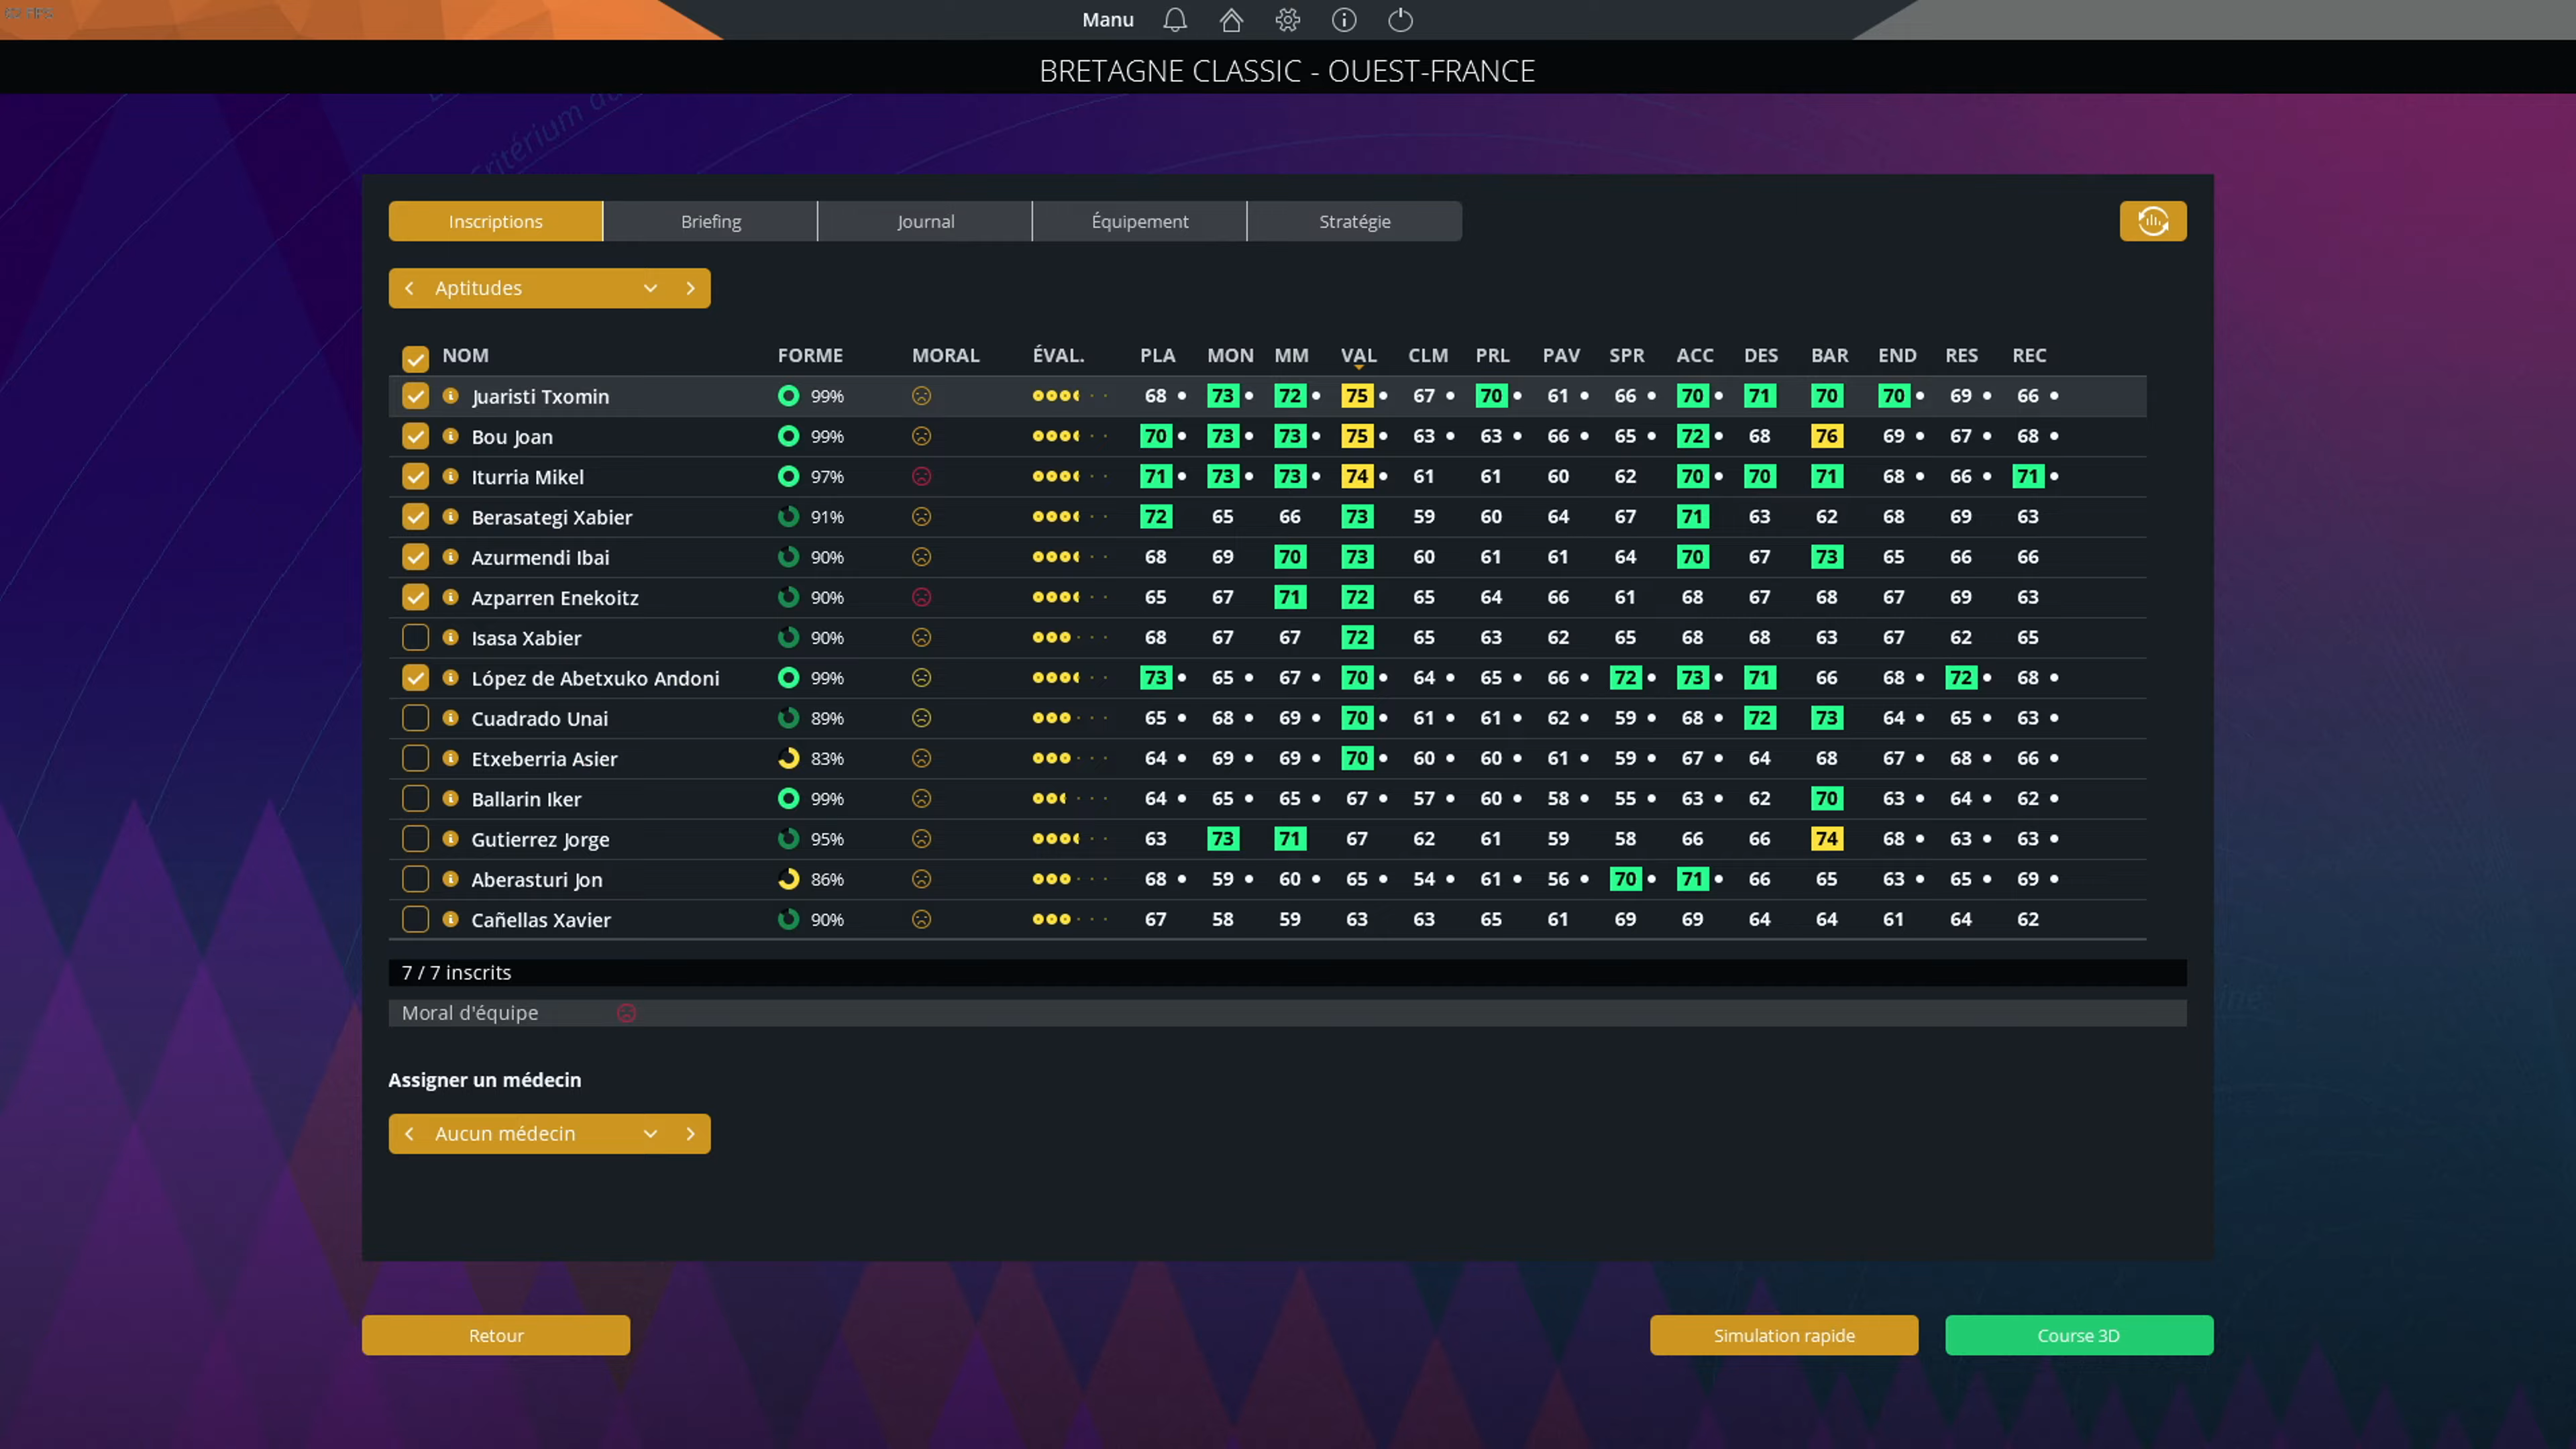 62 FPS
Manu
BRETAGNE CLASSIC - OUEST-FRANCE
Critérium du
Inscriptions Briefing Journal Équipement Stratégie
Aptitudes
NOM FORME MORAL ÉVAL. PLA MON MM VAL CLM PRL PAV SPR ACC DES BAR END RES REC
Juaristi Txomin 99% 68 73 72 75 67 70 61 66 70 71 70 70 69 66
Bou Joan 99% 70 73 73 75 63 63 66 65 72 68 76 69 67 68
Iturria Mikel 97% 71 73 73 74 61 61 60 62 70 70 71 68 66 71
Berasategi Xabier 91% 72 65 66 73 59 60 64 67 71 63 62 68 69 63
Azurmendi Ibai 90% 68 69 70 73 60 61 61 64 70 67 73 65 66 66
Azparren Enekoitz 90% 65 67 71 72 65 64 66 61 68 67 68 67 69 63
Isasa Xabier 90% 68 67 67 72 65 63 62 65 68 68 63 67 62 65
López de Abetxuko Andoni 99% 73 65 67 70 64 65 66 72 73 71 66 68 72 68
Cuadrado Unai 89% 65 68 69 70 61 61 62 59 68 72 73 64 65 63
Etxeberria Asier 83% 64 69 69 70 60 60 61 59 67 64 68 67 68 66
Ballarin Iker 99% 64 65 65 67 57 60 58 55 63 62 70 63 64 62
Gutierrez Jorge 95% 63 73 71 67 62 61 59 58 66 66 74 68 63 63
Aberasturi Jon 86% 68 59 60 65 54 61 56 70 71 66 65 63 65 69
Cañellas Xavier 90% 67 58 59 63 63 65 61 69 69 64 64 61 64 62
7 / 7 inscrits
Moral d'équipe
Assigner un médecin
Aucun médecin
Retour Simulation rapide Course 3D